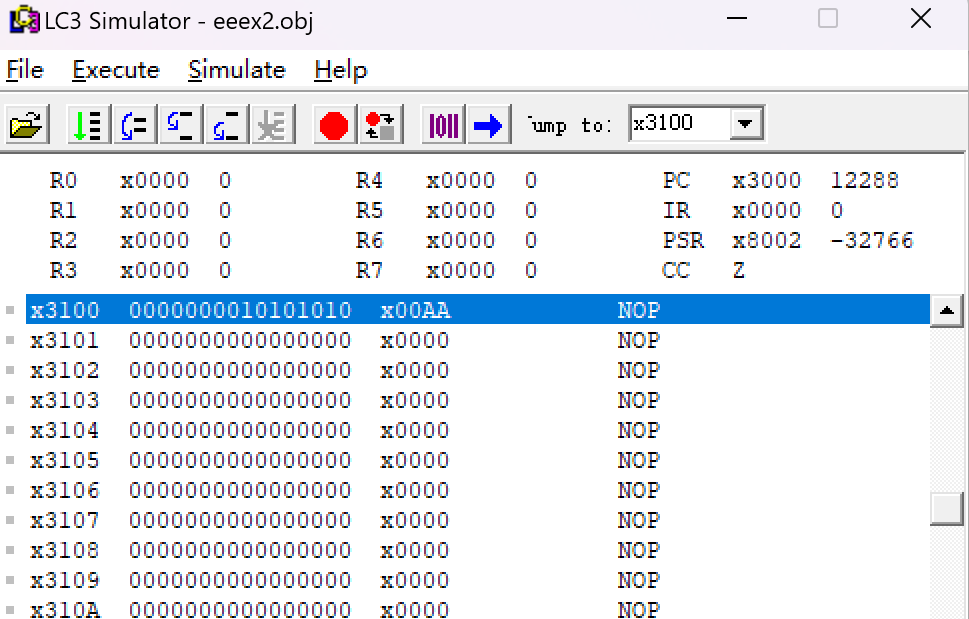 LC3 Simulator - eeex2.obj
File Execute Simulate Help
Jump to: x3100
R0 x0000 0 R4 x0000 0 PC x3000 12288
R1 x0000 0 R5 x0000 0 IR x0000 0
R2 x0000 0 R6 x0000 0 PSR x8002 -32766
R3 x0000 0 R7 x0000 0 CC Z
x3100 0000000010101010 x00AA NOP
x3101 0000000000000000 x0000 NOP
x3102 0000000000000000 x0000 NOP
x3103 0000000000000000 x0000 NOP
x3104 0000000000000000 x0000 NOP
x3105 0000000000000000 x0000 NOP
x3106 0000000000000000 x0000 NOP
x3107 0000000000000000 x0000 NOP
x3108 0000000000000000 x0000 NOP
x3109 0000000000000000 x0000 NOP
x310A 0000000000000000 x0000 NOP